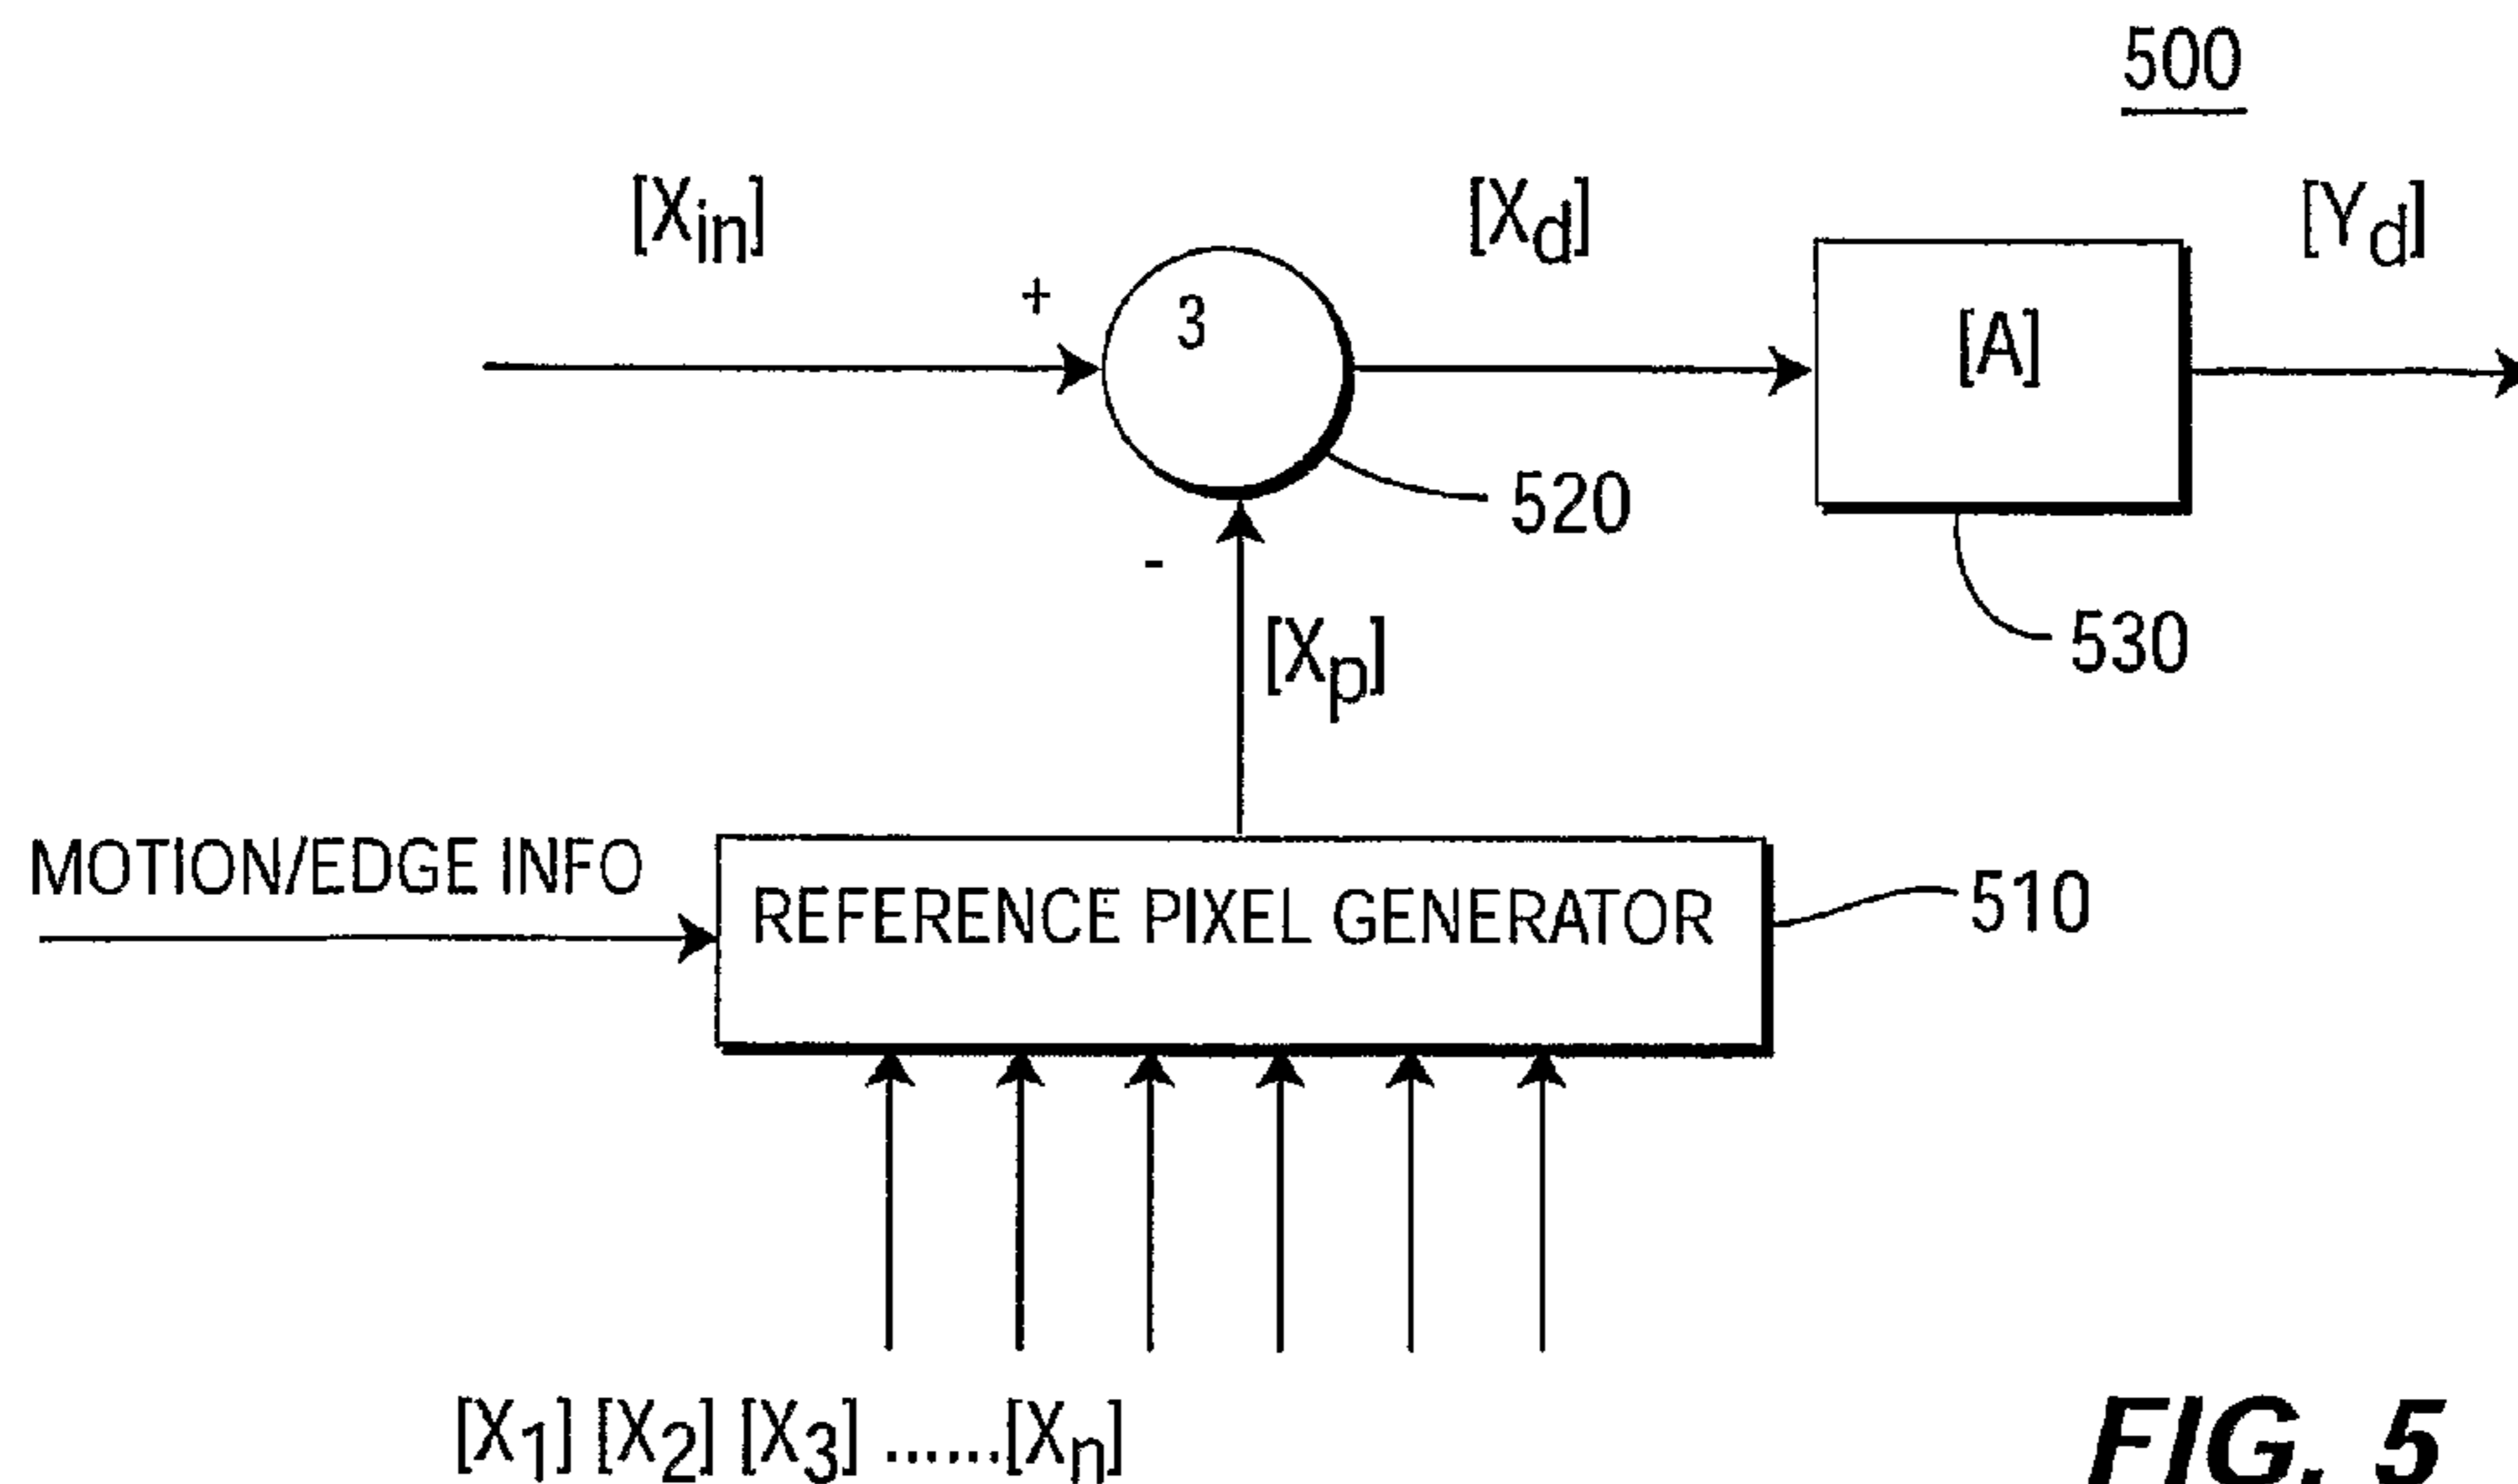 500
[Xin]
[Xd]
[Yd]
+
3
[A]
520
-
530
[Xp]
MOTION/EDGE INFO
REFERENCE PIXEL GENERATOR
510
[X1] [X2] [X3] ......[Xn]
FIG. 5